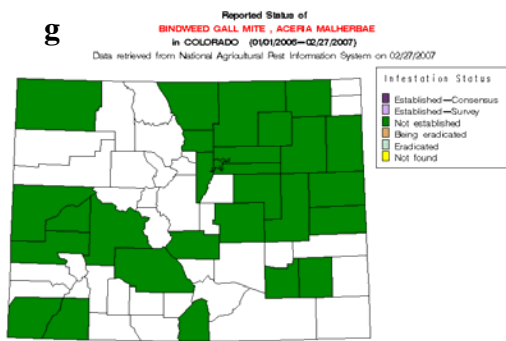 g
Reported Status of
BINDWEED GALL MITE , ACERIA MALHERBAE
in COLORADO (01/01/2006—02/27/2007)
Data retrieved from National Agricultural Pest Information System on 02/27/2007
Infestation Status
Established—Consensus
Established—Survey
Not established
Being eradicated
Eradicated
Not found